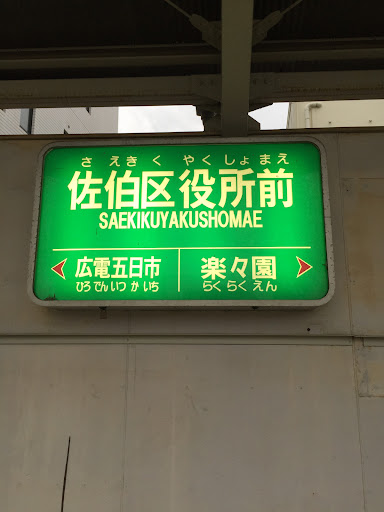 さえきくやくしょまえ
佐伯区役所前
SAEKIKUYAKUSHOMAE
広電五日市
ひろでんいつかいち
楽々園
らくらくえん